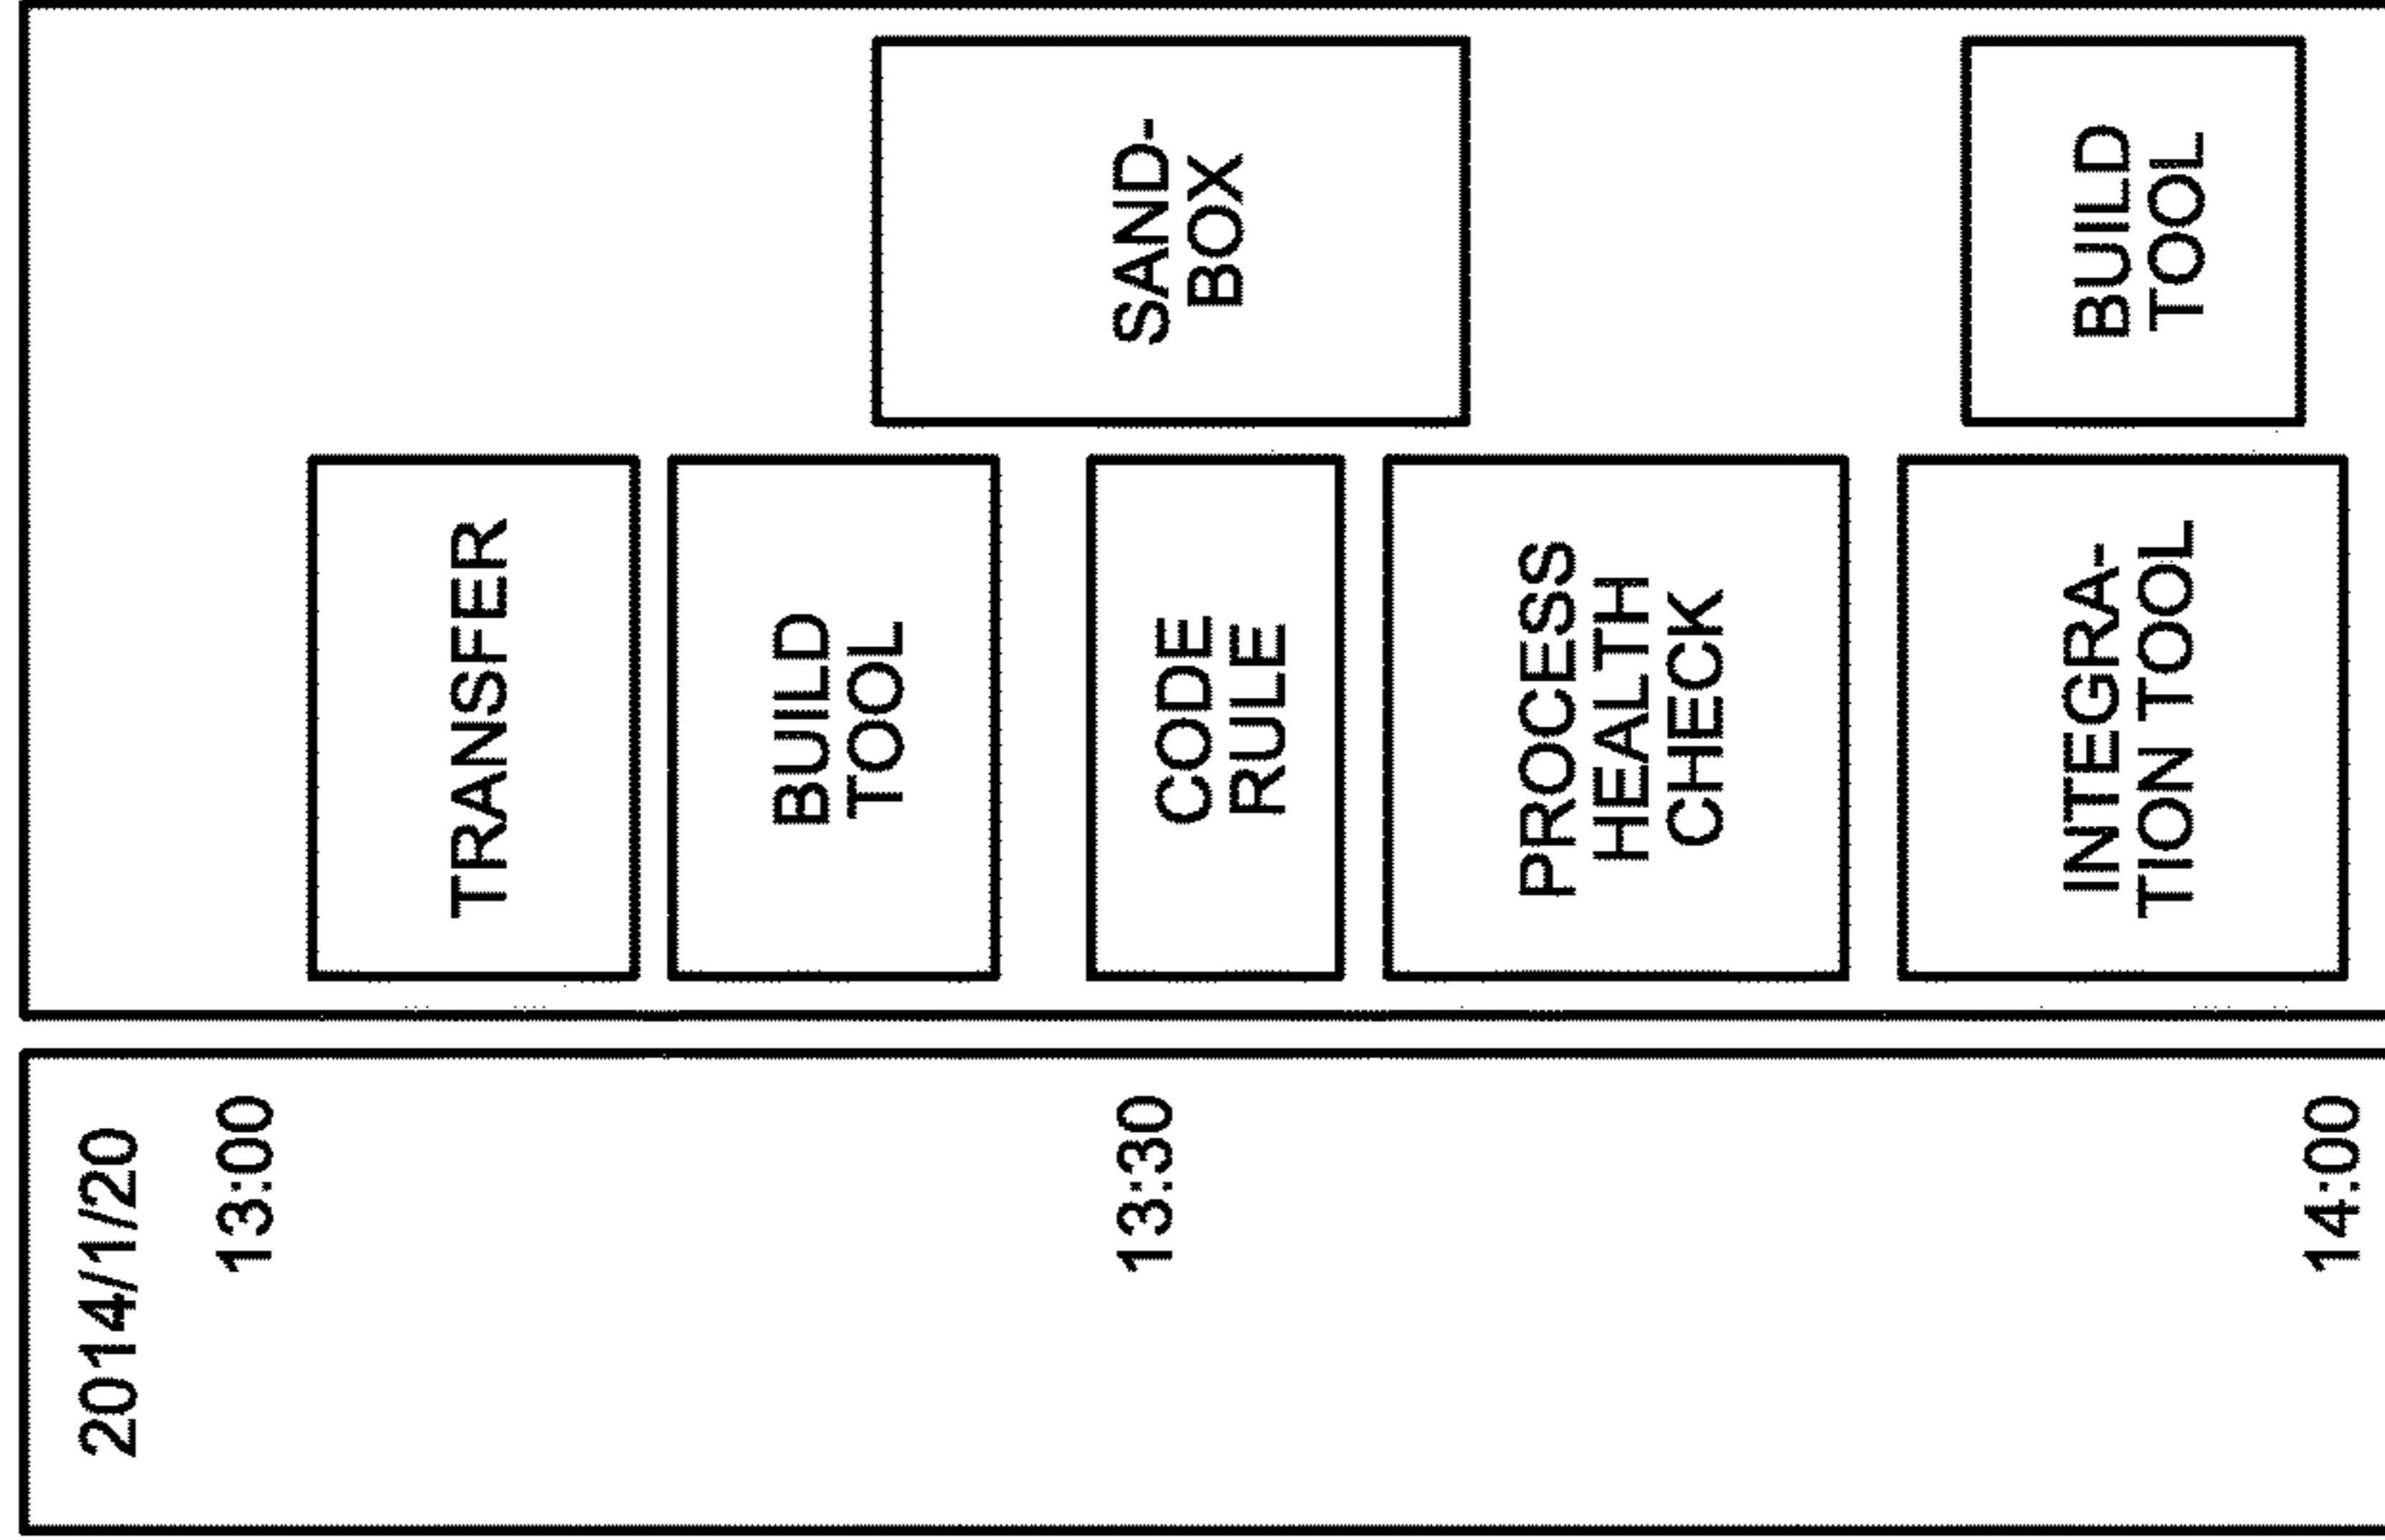 2014/1/20
13:00
13:30
14:00
TRANSFER
BUILD
TOOL
CODE
RULE
PROCESS
HEALTH
CHECK
INTEGRA-
TION TOOL
SAND-
BOX
BUILD
TOOL